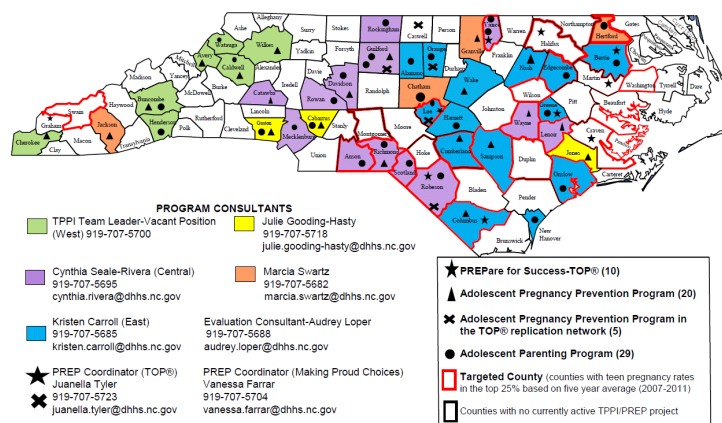 Alleghany
Ashe
Surry
Stokes
Rockingham
Caswell
Person
Vance
Warren
Northampton
Gates
Hertford
Halifax
Granville
Watauga
Wilkes
Yadkin
Forsyth
Guilford
Orange
Durham
Franklin
Bertie
Avery
Mitchell
Caldwell
Alexander
Davie
Alamance
Nash
Edgecombe
Madison
Yancey
Burke
Iredell
Davidson
Randolph
Chatham
Wake
Martin
Washington
Tyrrell
Dare
McDowell
Catawba
Rowan
Wilson
Pitt
Beaufort
Hyde
Swain
Haywood
Buncombe
Lincoln
Lee
Johnston
Greene
Graham
Jackson
Henderson
Rutherford
Cleveland
Gaston
Cabarrus
Stanly
Montgomery
Moore
Harnett
Wayne
Lenoir
Craven
Cherokee
Macon
Clay
Transylvania
Polk
Mecklenburg
Union
Anson
Richmond
Hoke
Cumberland
Sampson
Duplin
Jones
Carteret
Scotland
Robeson
Bladen
Onslow
Pender
Columbus
New
Hanover
Brunswick
PROGRAM CONSULTANTS
TPPI Team Leader-Vacant Position
(West) 919-707-5700
Julie Gooding-Hasty
919-707-5718
julie.gooding-hasty@dhhs.nc.gov
Cynthia Seale-Rivera (Central)
919-707-5695
cynthia.rivera@dhhs.nc.gov
Marcia Swartz
919-707-5682
marcia.swartz@dhhs.nc.gov
Kristen Carroll (East)
919-707-5685
kristen.carroll@dhhs.nc.gov
Evaluation Consultant-Audrey Loper
919-707-5688
audrey.loper@dhhs.nc.gov
PREP Coordinator (TOP®)
Juanella Tyler
919-707-5723
juanella.tyler@dhhs.nc.gov
PREP Coordinator (Making Proud Choices)
Vanessa Farrar
919-707-5704
vanessa.farrar@dhhs.nc.gov
PREPare for Success-TOP® (10)
Adolescent Pregnancy Prevention Program (20)
Adolescent Pregnancy Prevention Program in
the TOP® replication network (5)
Adolescent Parenting Program (29)
Targeted County (counties with teen pregnancy rates
in the top 25% based on five year average (2007-2011)
Counties with no currently active TPPI/PREP project